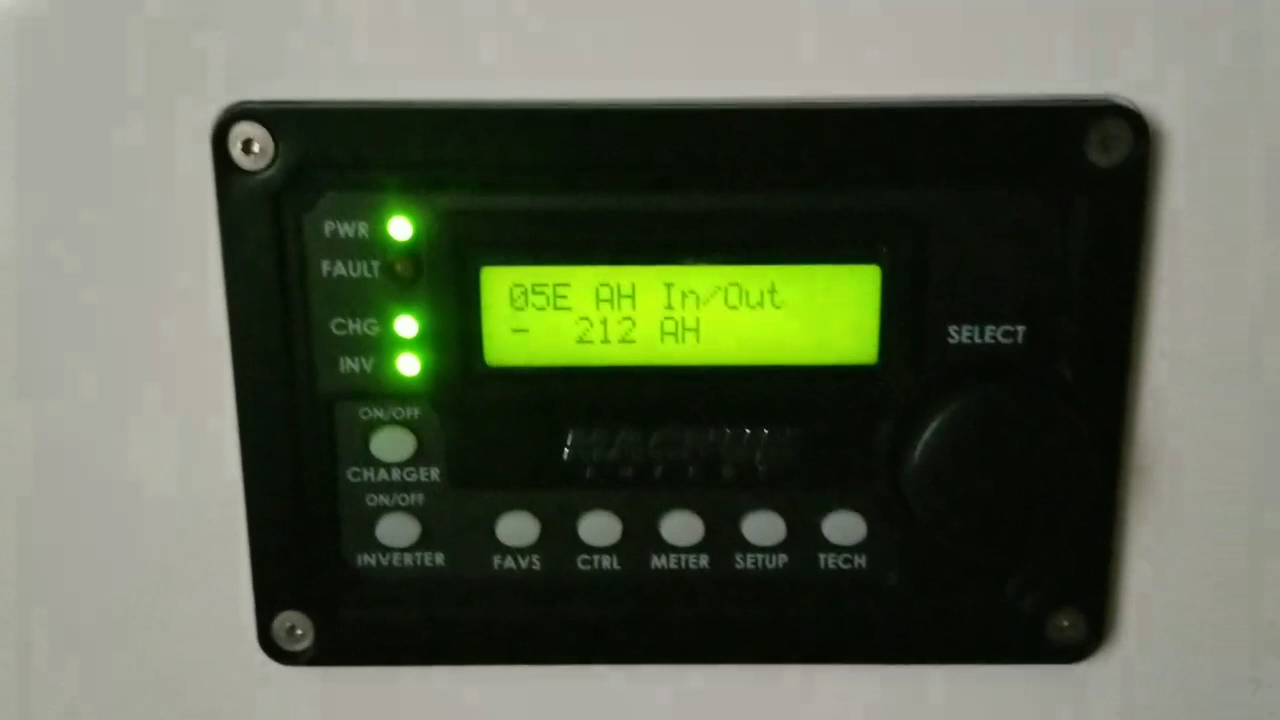 PWR
FAULT
CHG
INV
05E AH In/Out
- 212 AH
SELECT
ON/OFF
CHARGER
ON/OFF
INVERTER
MAGNUM
FAVS
CTRL
METER
SETUP
TECH